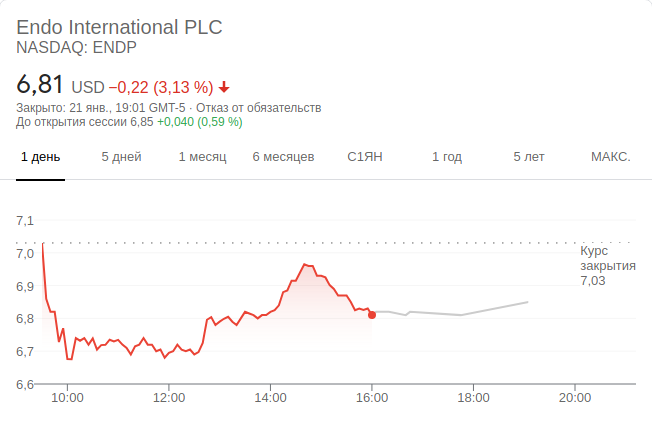 Endo International PLC
NASDAQ: ENDP
6,81 USD −0,22 (3,13 %)
Закрыто: 21 янв., 19:01 GMT-5 · Отказ от обязательств
До открытия сессии 6,85 +0,040 (0,59 %)
1 день 5 дней 1 месяц 6 месяцев С1ЯН 1 год 5 лет МАКС.
7,1
7,0
6,9
6,8
6,7
6,6
Курс
закрытия
7,03
10:00 12:00 14:00 16:00 18:00 20:00